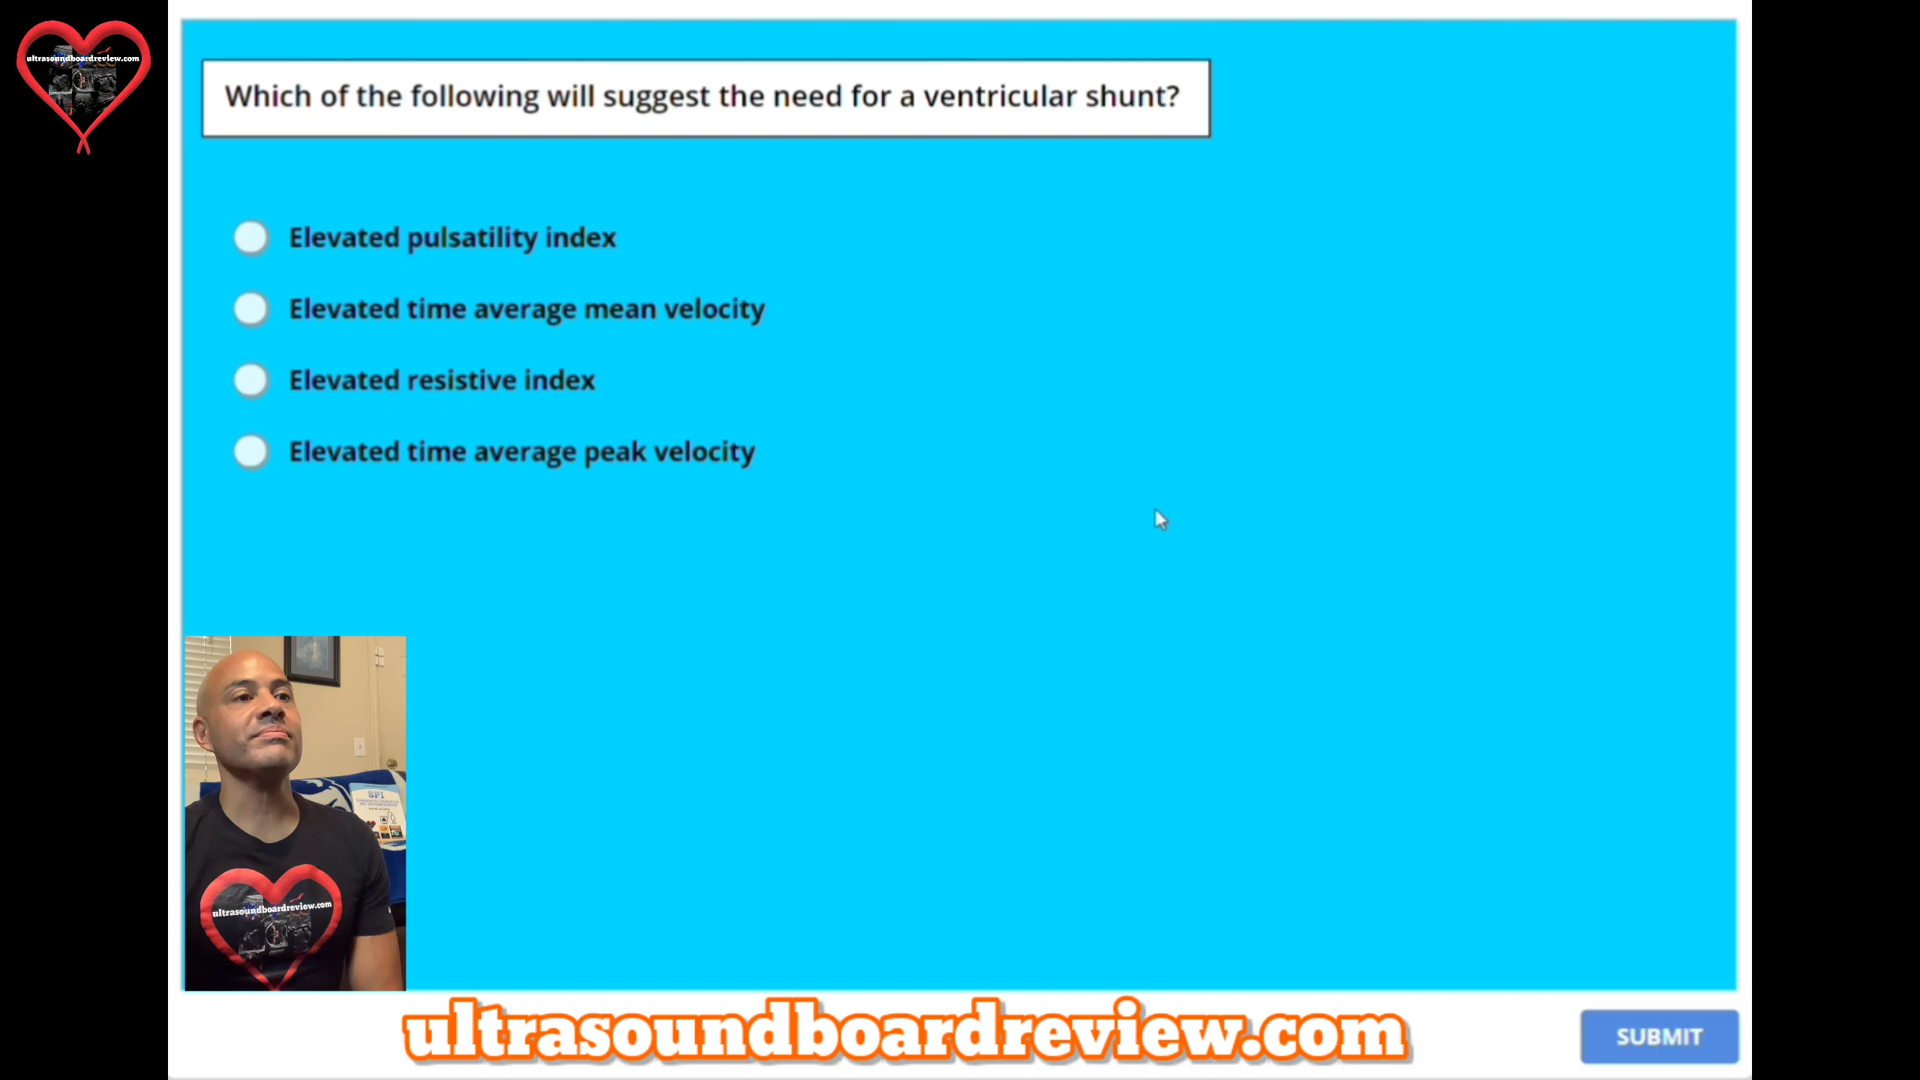 ultrasoundboardreview.com
Which of the following will suggest the need for a ventricular shunt?
Elevated pulsatility index
Elevated time average mean velocity
Elevated resistive index
Elevated time average peak velocity
SPI
ultrasoundboardreview.com
ultrasoundboardreview.com
SUBMIT